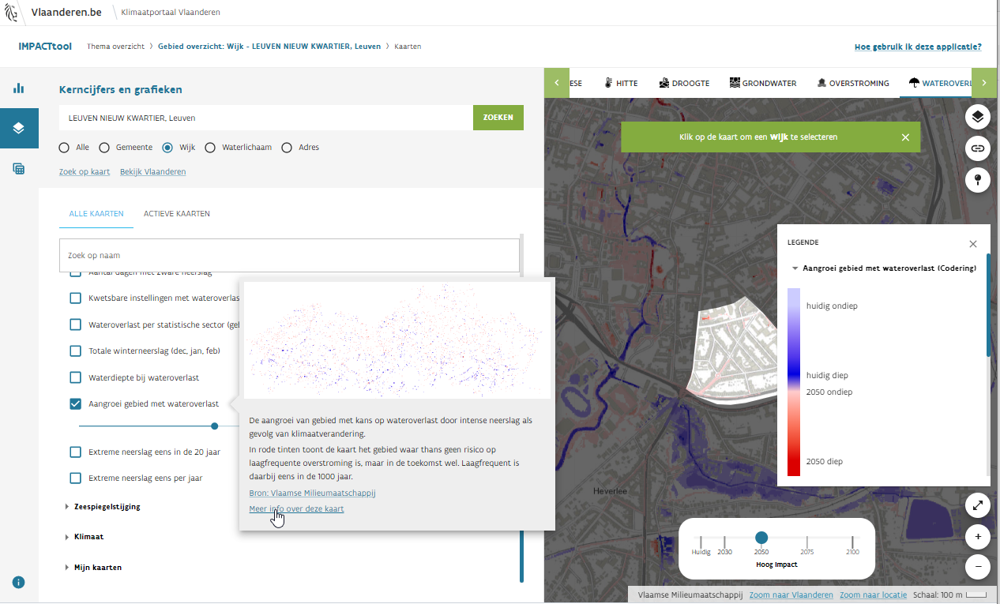 Vlaanderen.be
Klimaatportaal Vlaanderen
IMPACTtool
Thema overzicht > Gebied overzicht: Wijk - LEUVEN NIEUW KWARTIER, Leuven > Kaarten
Hoe gebruik ik deze applicatie?
Kerncijfers en grafieken
LEUVEN NIEUW KWARTIER, Leuven
ZOEKEN
Alle Gemeente Wijk Waterlichaam Adres
Zoek op kaart Bekijk Vlaanderen
ALLE KAARTEN ACTIEVE KAARTEN
Zoek op naam
Aantal dagen met zware neerslag
Kwetsbare instellingen met wateroverlas
Wateroverlast per statistische sector (gel
Totale winterneerslag (dec, jan, feb)
Waterdiepte bij wateroverlast
Aangroei gebied met wateroverlast
Extreme neerslag eens in de 20 jaar
Extreme neerslag eens per jaar
Zeespiegelstijging
Klimaat
Mijn kaarten
De aangroei van gebied met kans op wateroverlast door intense neerslag als
gevolg van klimaatverandering.
In rode tinten toont de kaart het gebied waar thans geen risico op
laagfrequente overstroming is, maar in de toekomst wel. Laagfrequent is
daarbij eens in de 1000 jaar.
Bron: Vlaamse Milieumaatschappij
Meer info over deze kaart
ESE HITTE DROOGTE GRONDWATER OVERSTROMING WATEROVERL
Klik op de kaart om een Wijk te selecteren
LEGENDE
Aangroei gebied met wateroverlast (Codering)
huidig ondiep
huidig diep
2050 ondiep
2050 diep
Heverlee
Huidig 2030 2050 2075 2100
Hoog Impact
Vlaamse Milieumaatschappij Zoom naar Vlaanderen Zoom naar locatie Schaal: 100 m